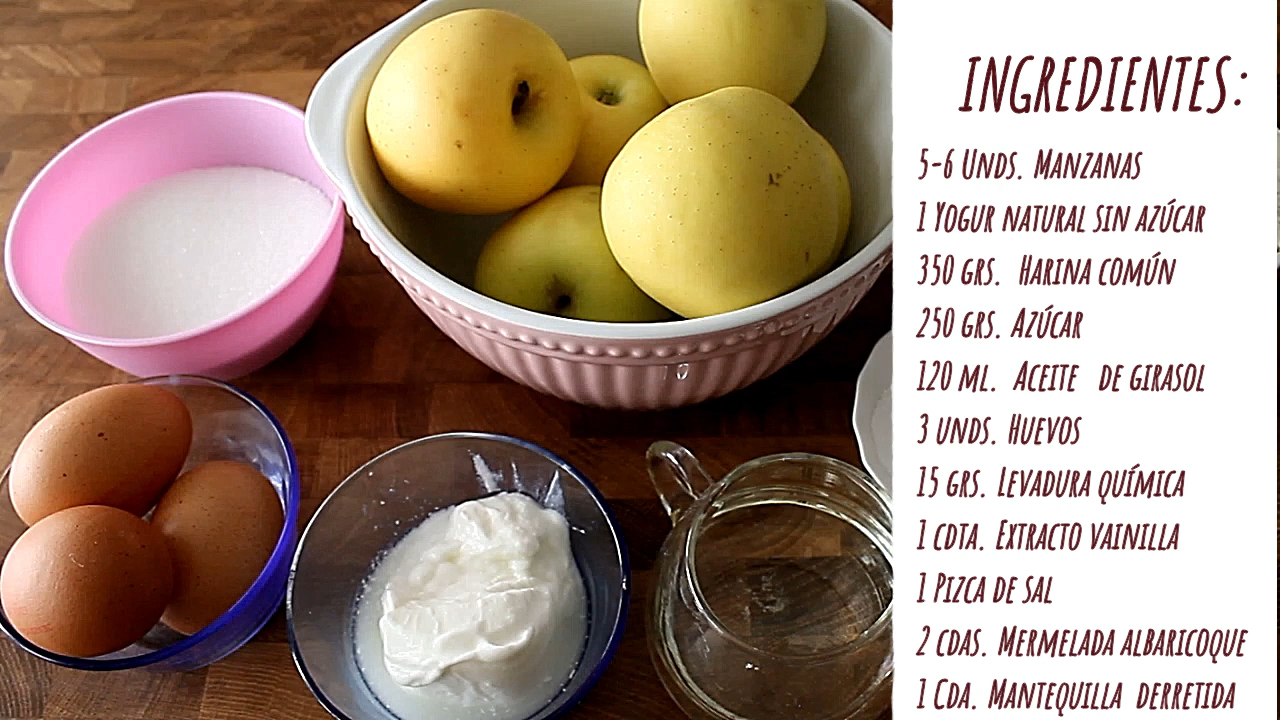 INGREDIENTES:
5-6 UNDS. MANZANAS
1 YOGUR NATURAL SIN AZÚCAR
350 GRS. HARINA COMÚN
250 GRS. AZÚCAR
120 ML. ACEITE DE GIRASOL
3 UNDS. HUEVOS
15 GRS. LEVADURA QUÍMICA
1 CDTA. EXTRACTO VAINILLA
1 PIZCA DE SAL
2 CDAS. MERMELADA ALBARICOQUE
1 CDA. MANTEQUILLA DERRETIDA